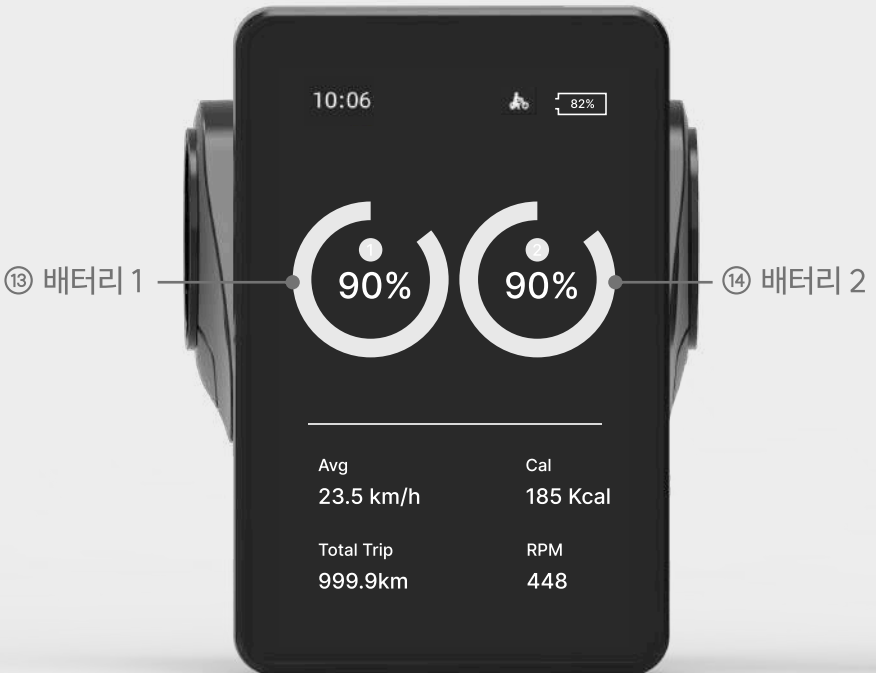 10:06
82%
1
2
90%
90%
⑬ 배터리 1
⑭ 배터리 2
Avg
Cal
23.5 km/h
185 Kcal
Total Trip
RPM
999.9km
448